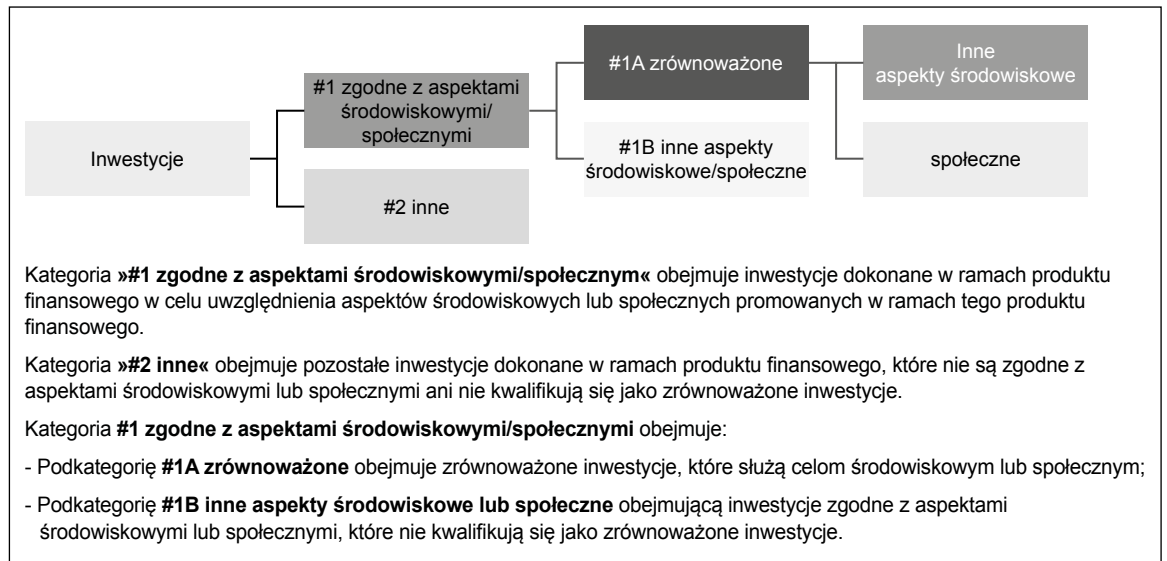 Inwestycje
#1 zgodne z aspektami
środowiskowymi/
społecznymi
#2 inne
#1A zrównoważone
#1B inne aspekty
środowiskowe/społeczne
Inne
aspekty środowiskowe
społeczne
Kategoria »#1 zgodne z aspektami środowiskowymi/społecznym« obejmuje inwestycje dokonane w ramach produktu
finansowego w celu uwzględnienia aspektów środowiskowych lub społecznych promowanych w ramach tego produktu
finansowego.
Kategoria »#2 inne« obejmuje pozostałe inwestycje dokonane w ramach produktu finansowego, które nie są zgodne z
aspektami środowiskowymi lub społecznymi ani nie kwalifikują się jako zrównoważone inwestycje.
Kategoria #1 zgodne z aspektami środowiskowymi/społecznymi obejmuje:
- Podkategorię #1A zrównoważone obejmuje zrównoważone inwestycje, które służą celom środowiskowym lub społecznym;
- Podkategorię #1B inne aspekty środowiskowe lub społeczne obejmującą inwestycje zgodne z aspektami
środowiskowymi lub społecznymi, które nie kwalifikują się jako zrównoważone inwestycje.